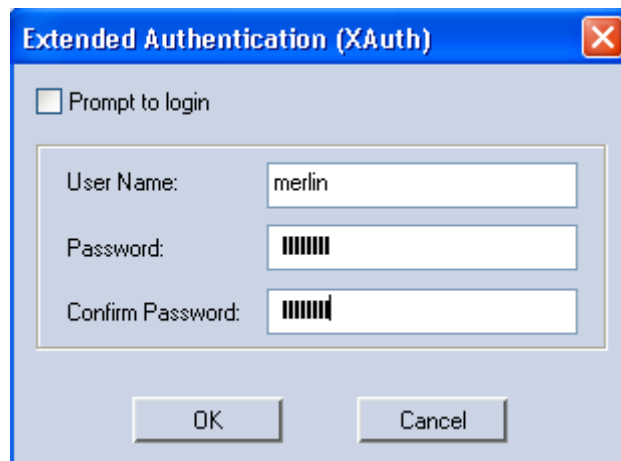 Extended Authentication (XAuth)
Prompt to login
User Name: merlin
Password:
Confirm Password:
OK Cancel